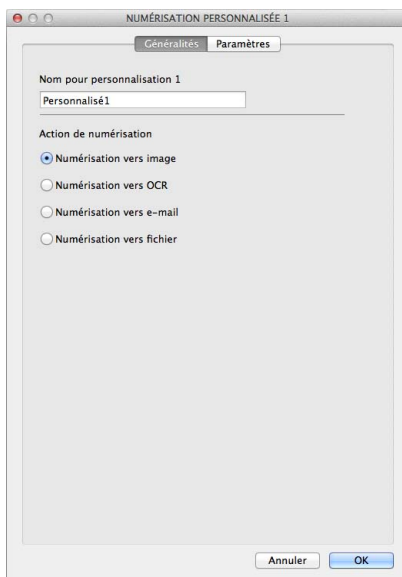 NUMÉRISATION PERSONNALISÉE 1
Généralités Paramètres
Nom pour personnalisation 1
Personnalisé1
Action de numérisation
Numérisation vers image
Numérisation vers OCR
Numérisation vers e-mail
Numérisation vers fichier
Annuler OK